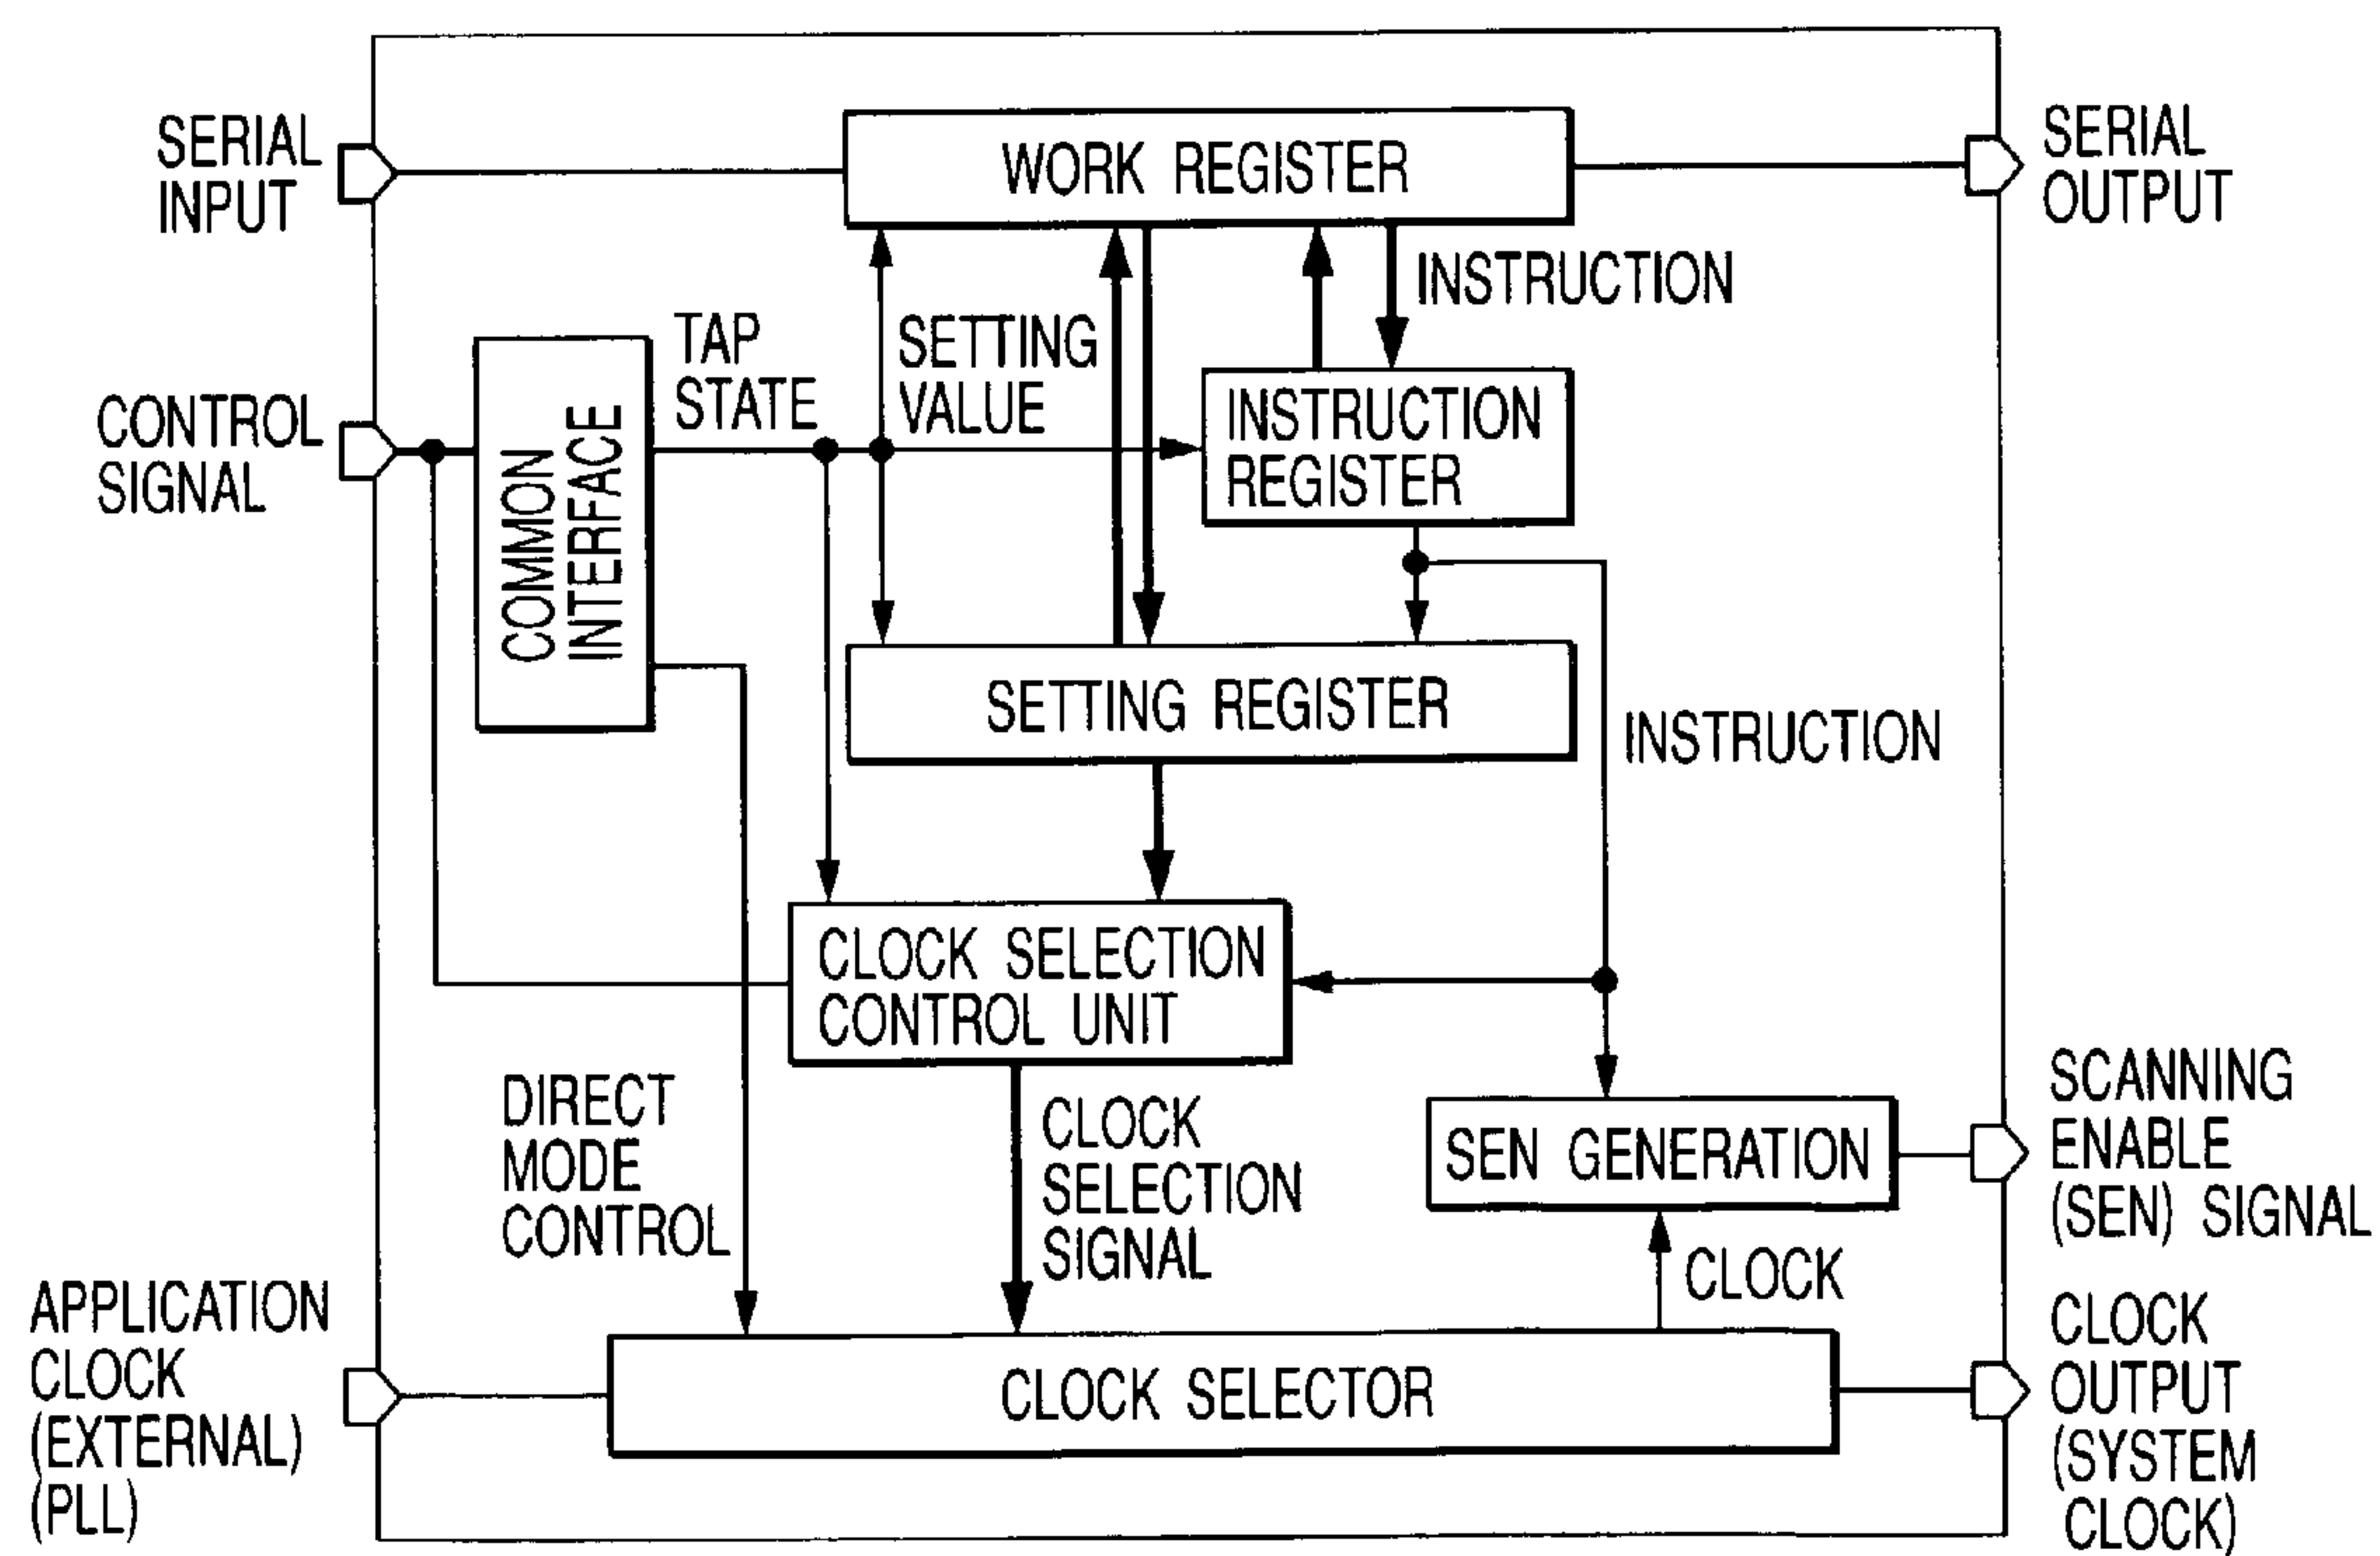 SERIAL
INPUT
WORK REGISTER
SERIAL
OUTPUT
INSTRUCTION
TAP
STATE
SETTING
VALUE
CONTROL
SIGNAL
COMMON
INTERFACE
INSTRUCTION
REGISTER
SETTING REGISTER
INSTRUCTION
CLOCK SELECTION
CONTROL UNIT
DIRECT
MODE
CONTROL
CLOCK
SELECTION
SIGNAL
SEN GENERATION
SCANNING
ENABLE
(SEN) SIGNAL
CLOCK
APPLICATION
CLOCK
(EXTERNAL)
(PLL)
CLOCK SELECTOR
CLOCK
OUTPUT
(SYSTEM
CLOCK)